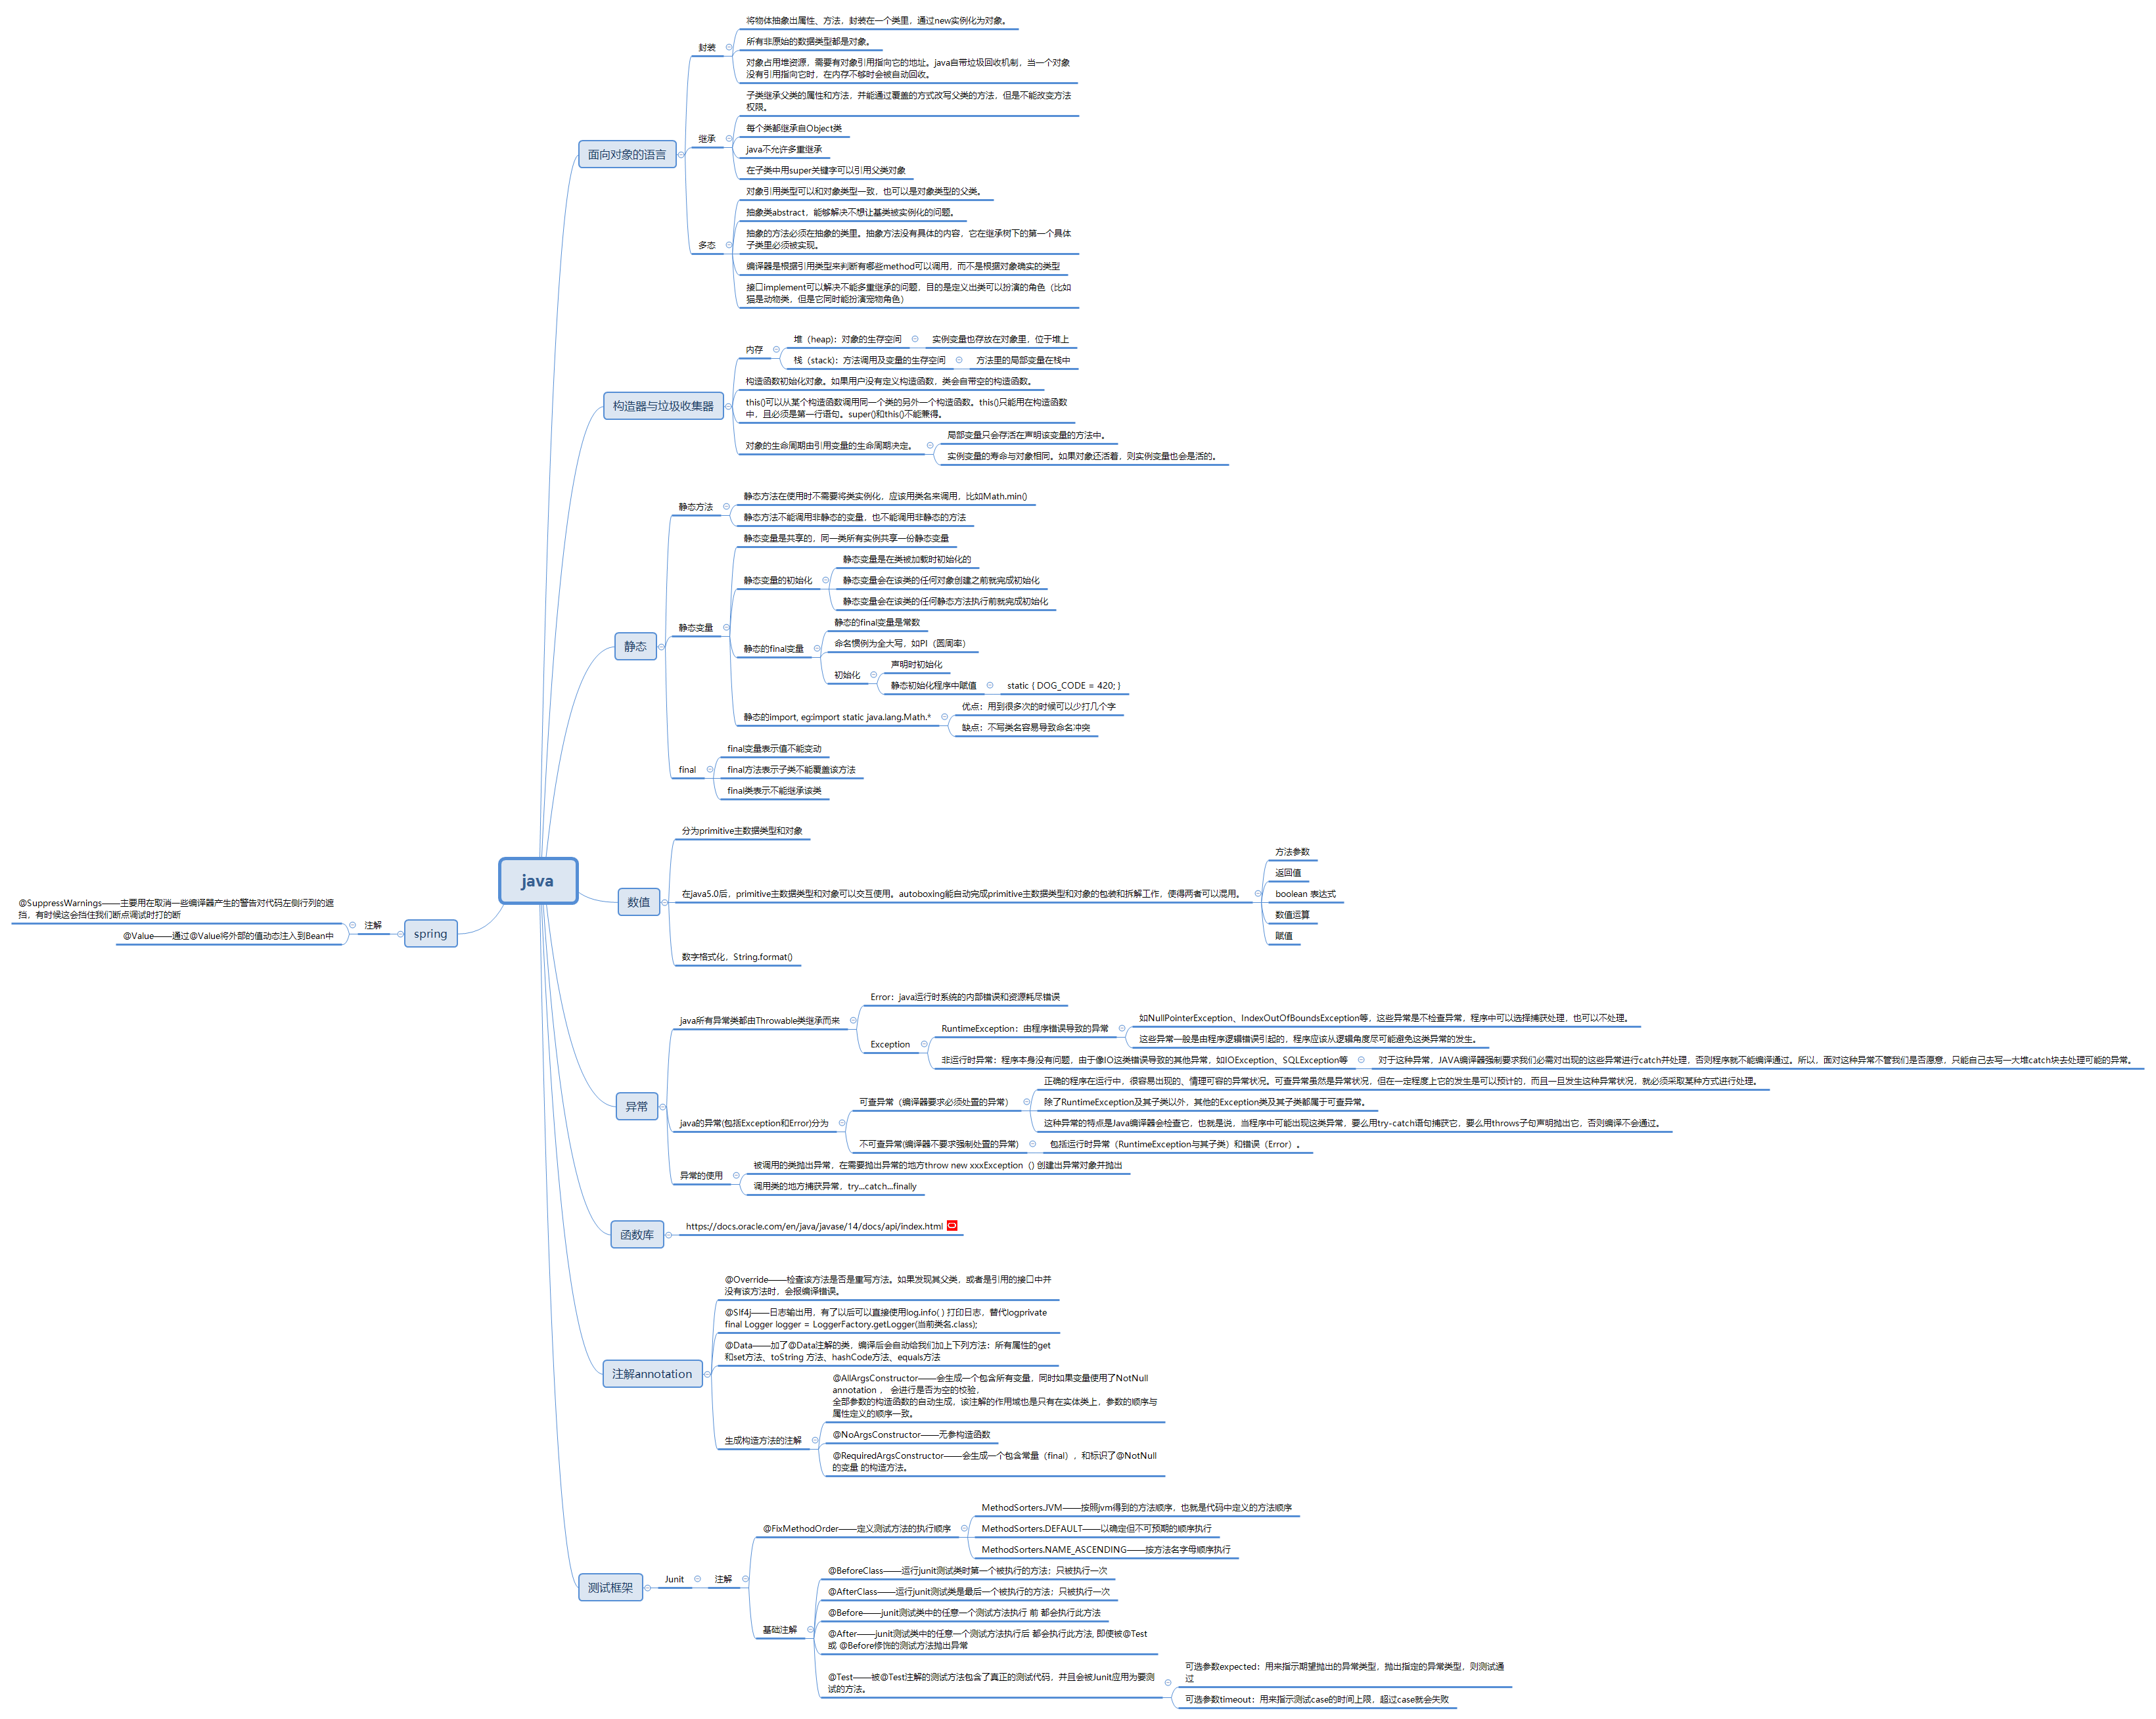 java
面向对象的语言
封装
将物体抽象出属性、方法，封装在一个类里，通过new实例化为对象。
所有非原始的数据类型都是对象。
对象占用堆资源，需要有对象引用指向它的地址。java自带垃圾回收机制，当一个对象
没有引用指向它时，在内存不够时会被自动回收。
继承
子类继承父类的属性和方法，并能通过覆盖的方式改写父类的方法，但是不能改变方法
权限。
每个类都继承自Object类
java不允许多重继承
在子类中用super关键字可以引用父类对象
多态
对象引用类型可以和对象类型一致，也可以是对象类型的父类。
抽象类abstract，能够解决不想让基类被实例化的问题。
抽象的方法必须在抽象的类里。抽象方法没有具体的内容，它在继承树下的第一个具体
子类里必须被实现。
编译器是根据引用类型来判断有哪些method可以调用，而不是根据对象确实的类型
接口implement可以解决不能多重继承的问题，目的是定义出类可以扮演的角色（比如
猫是动物类，但是它同时能扮演宠物角色）
构造器与垃圾收集器
内存
堆（heap)：对象的生存空间
实例变量也存放在对象里，位于堆上
栈（stack)：方法调用及变量的生存空间
方法里的局部变量在栈中
构造函数初始化对象。如果用户没有定义构造函数，类会自带空的构造函数。
this()可以从某个构造函数调用同一个类的另外一个构造函数。this()只能用在构造函数
中，且必须是第一行语句。super()和this()不能兼得。
对象的生命周期由引用变量的生命周期决定。
局部变量只会存活在声明该变量的方法中。
实例变量的寿命与对象相同。如果对象还活着，则实例变量也会是活的。
静态
静态方法
静态方法在使用时不需要将类实例化，应该用类名来调用，比如Math.min()
静态方法不能调用非静态的变量，也不能调用非静态的方法
静态变量
静态变量是共享的，同一类所有实例共享一份静态变量
静态变量的初始化
静态变量是在类被加载时初始化的
静态变量会在该类的任何对象创建之前就完成初始化
静态变量会在该类的任何静态方法执行前就完成初始化
静态的final变量
静态的final变量是常数
命名惯例为全大写，如PI（圆周率）
初始化
声明时初始化
静态初始化程序中赋值
static { DOG_CODE = 420; }
静态的import, eg:import static java.lang.Math.*
优点：用到很多次的时候可以少打几个字
缺点：不写类名容易导致命名冲突
final
final变量表示值不能变动
final方法表示子类不能覆盖该方法
final类表示不能继承该类
数值
分为primitive主数据类型和对象
在java5.0后，primitive主数据类型和对象可以交互使用。autoboxing能自动完成primitive主数据类型和对象的包装和拆解工作，使得两者可以混用。
方法参数
返回值
boolean 表达式
数值运算
赋值
数字格式化，String.format()
异常
java所有异常类都由Throwable类继承而来
Error：java运行时系统的内部错误和资源耗尽错误
Exception
RuntimeException：由程序错误导致的异常
如NullPointerException、IndexOutOfBoundsException等，这些异常是不检查异常，程序中可以选择捕获处理，也可以不处理。
这些异常一般是由程序逻辑错误引起的，程序应该从逻辑角度尽可能避免这类异常的发生。
非运行时异常：程序本身没有问题，由于像IO这类错误导致的其他异常，如IOException、SQLException等
对于这种异常，JAVA编译器强制要求我们必需对出现的这些异常进行catch并处理，否则程序就不能编译通过。所以，面对这种异常不管我们是否愿意，只能自己去写一大堆catch块去处理可能的异常。
java的异常(包括Exception和Error)分为
可查异常（编译器要求必须处置的异常）
正确的程序在运行中，很容易出现的、情理可容的异常状况。可查异常虽然是异常状况，但在一定程度上它的发生是可以预计的，而且一旦发生这种异常状况，就必须采取某种方式进行处理。
除了RuntimeException及其子类以外，其他的Exception类及其子类都属于可查异常。
这种异常的特点是Java编译器会检查它，也就是说，当程序中可能出现这类异常，要么用try-catch语句捕获它，要么用throws子句声明抛出它，否则编译不会通过。
不可查异常(编译器不要求强制处置的异常)
包括运行时异常（RuntimeException与其子类）和错误（Error）。
异常的使用
被调用的类抛出异常，在需要抛出异常的地方throw new xxxException（) 创建出异常对象并抛出
调用类的地方捕获异常，try...catch...finally
函数库
https://docs.oracle.com/en/java/javase/14/docs/api/index.html
注解annotation
@Override——检查该方法是否是重写方法。如果发现其父类，或者是引用的接口中并
没有该方法时，会报编译错误。
@Slf4j——日志输出用，有了以后可以直接使用log.info( ) 打印日志，替代logprivate
final Logger logger = LoggerFactory.getLogger(当前类名.class);
@Data——加了@Data注解的类，编译后会自动给我们加上下列方法：所有属性的get
和set方法、toString 方法、hashCode方法、equals方法
生成构造方法的注解
@AllArgsConstructor——会生成一个包含所有变量，同时如果变量使用了NotNull
annotation ， 会进行是否为空的校验，
全部参数的构造函数的自动生成，该注解的作用域也是只有在实体类上，参数的顺序与
属性定义的顺序一致。
@NoArgsConstructor——无参构造函数
@RequiredArgsConstructor——会生成一个包含常量（final），和标识了@NotNull
的变量 的构造方法。
测试框架
Junit
注解
@FixMethodOrder——定义测试方法的执行顺序
MethodSorters.JVM——按照jvm得到的方法顺序，也就是代码中定义的方法顺序
MethodSorters.DEFAULT——以确定但不可预期的顺序执行
MethodSorters.NAME_ASCENDING——按方法名字母顺序执行
基础注解
@BeforeClass——运行junit测试类时第一个被执行的方法；只被执行一次
@AfterClass——运行junit测试类是最后一个被执行的方法；只被执行一次
@Before——junit测试类中的任意一个测试方法执行 前 都会执行此方法
@After——junit测试类中的任意一个测试方法执行后 都会执行此方法, 即使被@Test
或 @Before修饰的测试方法抛出异常
@Test——被@Test注解的测试方法包含了真正的测试代码，并且会被Junit应用为要测
试的方法。
可选参数expected：用来指示期望抛出的异常类型，抛出指定的异常类型，则测试通
过
可选参数timeout：用来指示测试case的时间上限，超过case就会失败
spring
注解
@SuppressWarnings——主要用在取消一些编译器产生的警告对代码左侧行列的遮
挡，有时候这会挡住我们断点调试时打的断
@Value——通过@Value将外部的值动态注入到Bean中